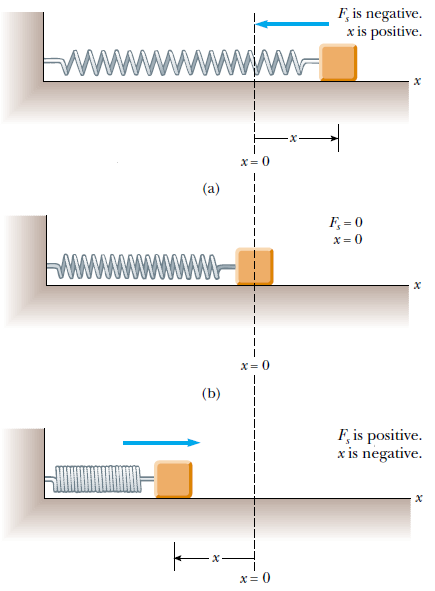 Fₛ is negative.
x is positive.
x
x
x = 0
(a)
Fₛ = 0
x = 0
x
x = 0
(b)
Fₛ is positive.
x is negative.
x
x
x = 0